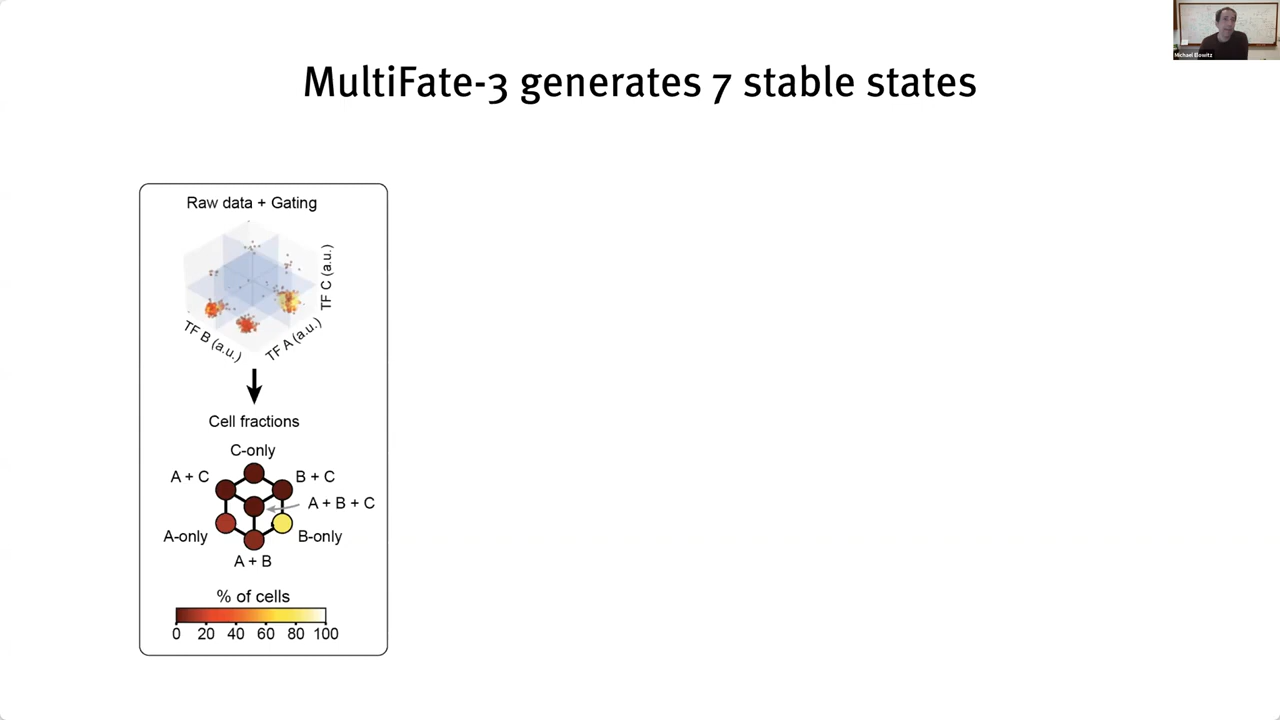 Michael Elowitz
MultiFate-3 generates 7 stable states
Raw data + Gating
TF C (a.u.)
TF B (a.u.)
TF A (a.u.)
Cell fractions
C-only
A + C
B + C
A + B + C
A-only
B-only
A + B
% of cells
0 20 40 60 80 100